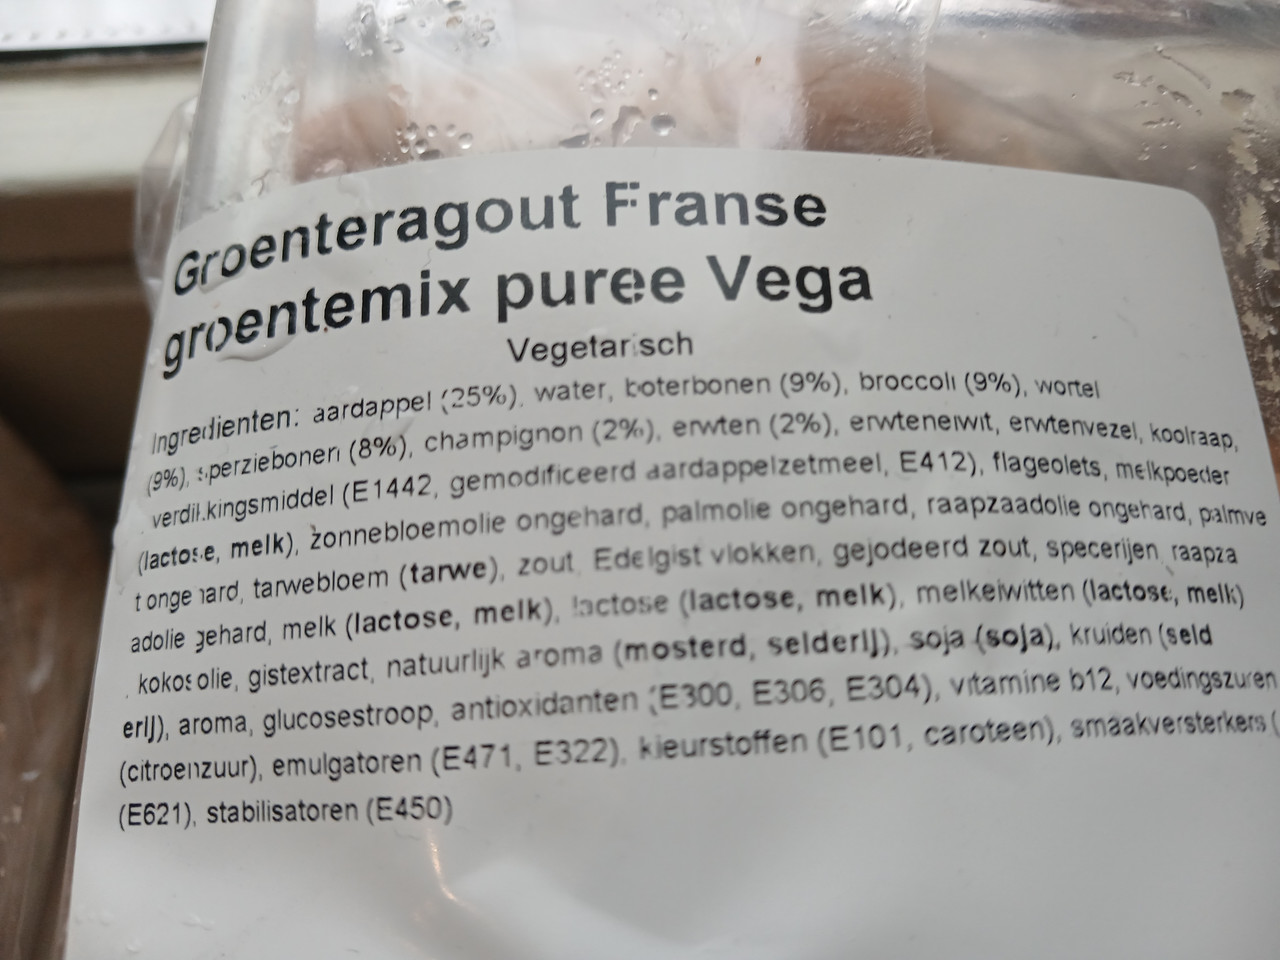 Groenteragout Franse
groentemix puree Vega
Vegetarisch
Ingredienten: aardappel (25%), water, boterbonen (9%), broccoli (9%), wortel
(9%), sperziebonen (8%), champignon (2%), erwten (2%), erwteneiwit, erwtenvezel, koolraap,
verdikkingsmiddel (E1442, gemodificeerd aardappelzetmeel, E412), flageolets, melkpoeder
(lactose, melk), zonnebloemolie ongehard, palmolie ongehard, raapzaadolie ongehard, palmve
t ongehard, tarwebloem (tarwe), zout, Edelgist vlokken, gejodeerd zout, specerijen, raapza
adolie gehard, melk (lactose, melk), lactose (lactose, melk), melkeiwitten (lactose, melk)
, kokosolie, gistextract, natuurlijk aroma (mosterd, selderij), soja (soja), kruiden (seld
erij), aroma, glucosestroop, antioxidanten (E300, E306, E304), vitamine b12, voedingszuren
(citroenzuur), emulgatoren (E471, E322), kleurstoffen (E101, caroteen), smaakversterkers (
(E621), stabilisatoren (E450)